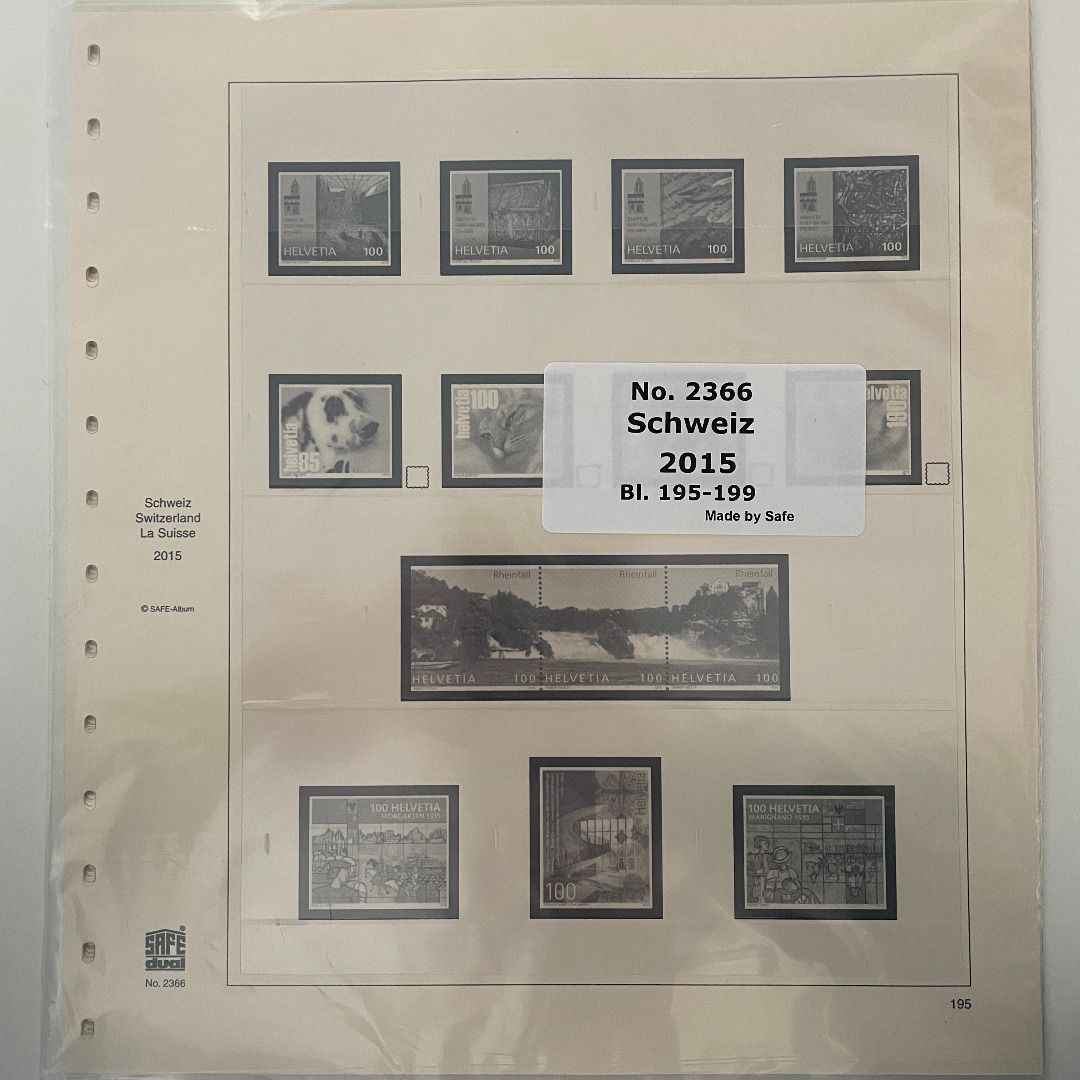 HELVETIA 100
HELVETIA 100
HELVETIA 100
HELVETIA 100
helvetia
85
helvetia
100
helvetia
190
No. 2366
Schweiz
2015
Bl. 195-199
Made by Safe
Schweiz
Switzerland
La Suisse
2015
© SAFE-Album
Rheinfall Rheinfall Rheinfall
HELVETIA 100 HELVETIA 100 HELVETIA 100
100 HELVETIA
MORGARTEN 1315
Helvetia
100
100 HELVETIA
MARIGNANO 1515
SAFE
dual
No. 2366
195